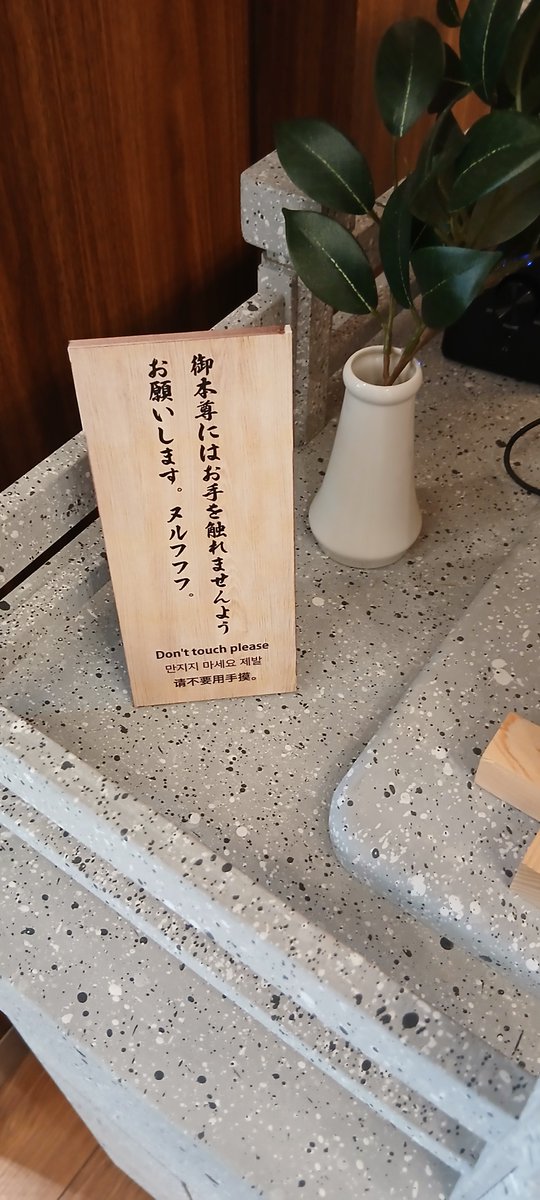 御本尊にはお手を触れませんよう
お願いします。ヌルフフフ。
Don't touch please
만지지 마세요 제발
请不要用手摸。